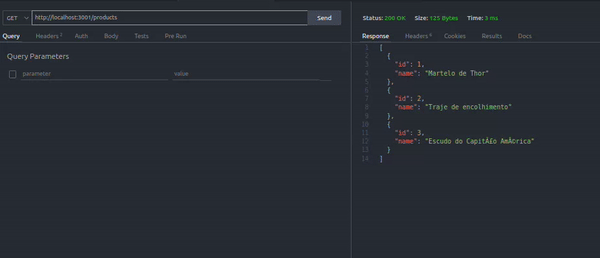 GET http://localhost:3001/products Send
Query Headers 2 Auth Body Tests Pre Run
Query Parameters
parameter value
Status: 200 OK Size: 125 Bytes Time: 3 ms
Response Headers 6 Cookies Results Docs
1 [
2 {
3 "id": 1,
4 "name": "Martelo de Thor"
5 },
6 {
7 "id": 2,
8 "name": "Traje de encolhimento"
9 },
10 {
11 "id": 3,
12 "name": "Escudo do CapitÃ£o AmÃ©rica"
13 }
14 ]